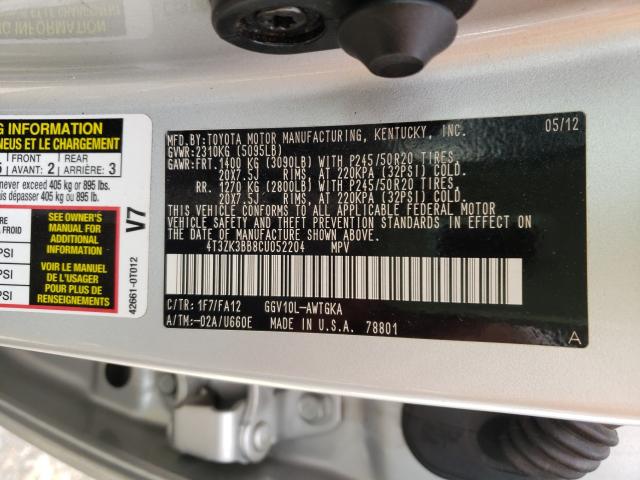 G INFORMATION
NEUS ET LE CHARGEMENT
FRONT REAR
5 AVANT: 2 ARRIÈRE: 3
never exceed 405 kg or 895 lb.
dépasser 405 kg ou 895 lb.
RE
FROID
PSI
PSI
PSI
SEE OWNER'S
MANUAL FOR
ADDITIONAL
INFORMATION
VOIR LE MANUEL
DE L'USAGER
POUR PLUS DE
RENSEIGNEMENTS
V7
42661-0T012
MFD. BY: TOYOTA MOTOR MANUFACTURING, KENTUCKY, INC. 05/12
GVWR: 2310KG (5095LB)
GAWR: FRT. 1400 KG (3090LB) WITH P245/50R20 TIRES,
20X7.5J RIMS, AT 220KPA (32PSI) COLD.
RR. 1270 KG (2800LB) WITH P245/50R20 TIRES,
20X7.5J RIMS, AT 220KPA (32PSI) COLD.
THIS VEHICLE CONFORMS TO ALL APPLICABLE FEDERAL MOTOR
VEHICLE SAFETY AND THEFT PREVENTION STANDARDS IN EFFECT ON
THE DATE OF MANUFACTURE SHOWN ABOVE.
4T3ZK3BB8CU052204 MPV
C/TR: 1F7/FA12 GGV10L-AWTGKA
A/TM: -02A/U660E MADE IN U.S.A. 78801
A